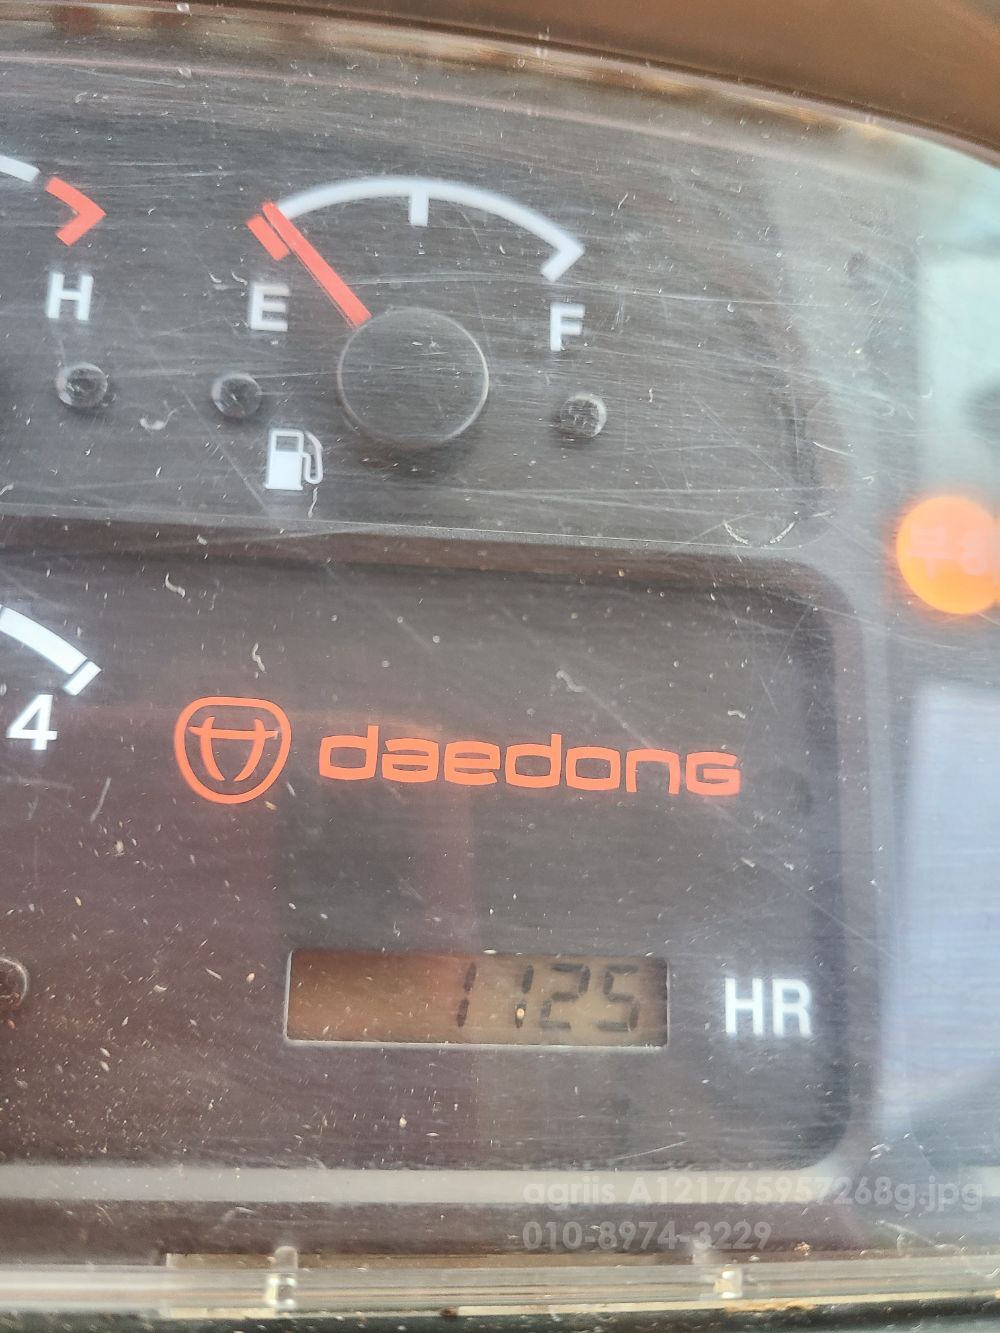 H
E
F
4
daedong
1125 HR
agriis A121765957268g.jpg
010-8974-3229